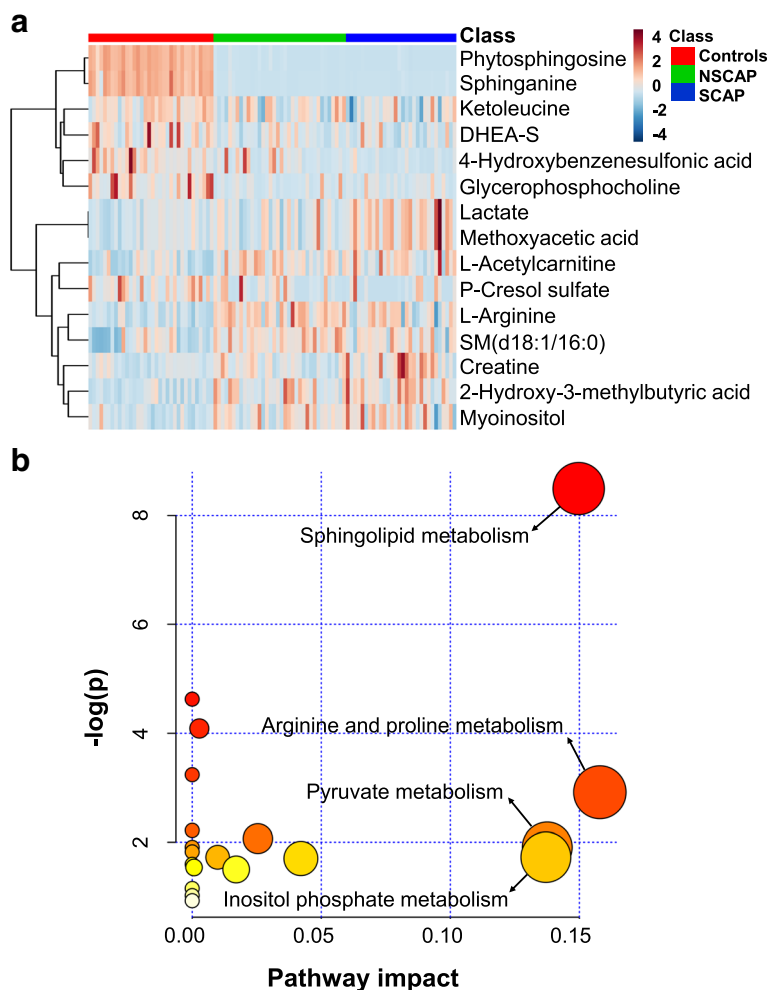 a
Class
Phytosphingosine
Sphinganine
Ketoleucine
DHEA-S
4-Hydroxybenzenesulfonic acid
Glycerophosphocholine
Lactate
Methoxyacetic acid
L-Acetylcarnitine
P-Cresol sulfate
L-Arginine
SM(d18:1/16:0)
Creatine
2-Hydroxy-3-methylbutyric acid
Myoinositol
4
2
0
-2
-4
Class
Controls
NSCAP
SCAP
b
-log(p)
8
6
4
2
Sphingolipid metabolism
Arginine and proline metabolism
Pyruvate metabolism
Inositol phosphate metabolism
0.00 0.05 0.10 0.15
Pathway impact